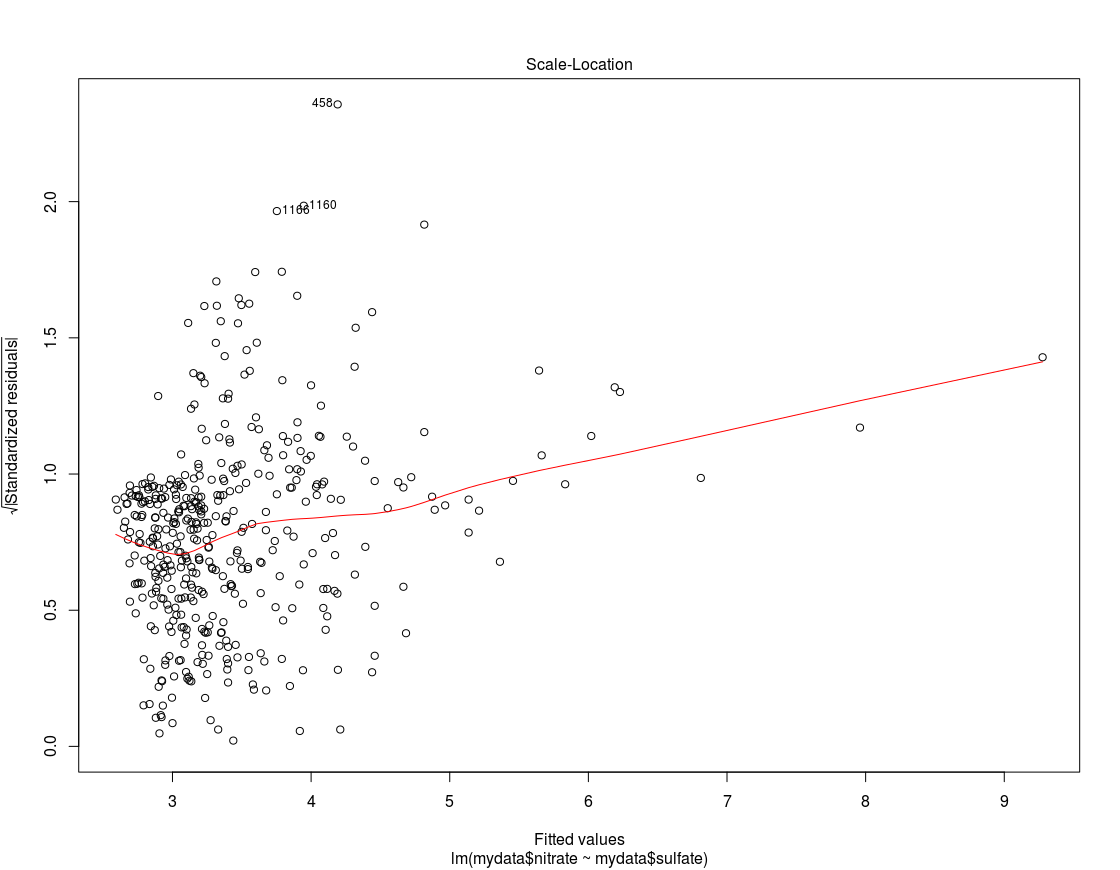 Scale-Location
√|Standardized residuals|
2.0
1.5
1.0
0.5
0.0
458
1166
1160
3 4 5 6 7 8 9
Fitted values
lm(mydata$nitrate ~ mydata$sulfate)